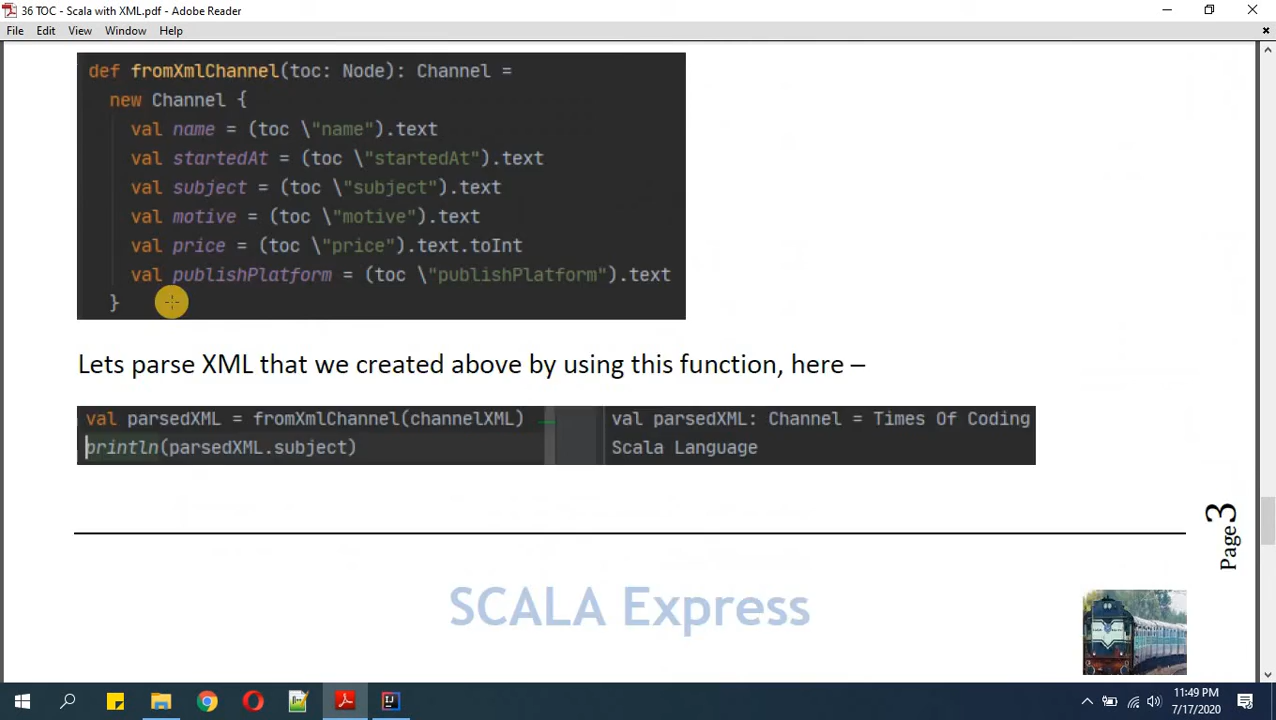 36 TOC - Scala with XML.pdf - Adobe Reader
File Edit View Window Help
def fromXmlChannel(toc: Node): Channel =
new Channel {
val name = (toc \"name").text
val startedAt = (toc \"startedAt").text
val subject = (toc \"subject").text
val motive = (toc \"motive").text
val price = (toc \"price").text.toInt
val publishPlatform = (toc \"publishPlatform").text
}
Lets parse XML that we created above by using this function, here –
val parsedXML = fromXmlChannel(channelXML)
println(parsedXML.subject)
val parsedXML: Channel = Times Of Coding
Scala Language
Page 3
SCALA Express
11:49 PM
7/17/2020